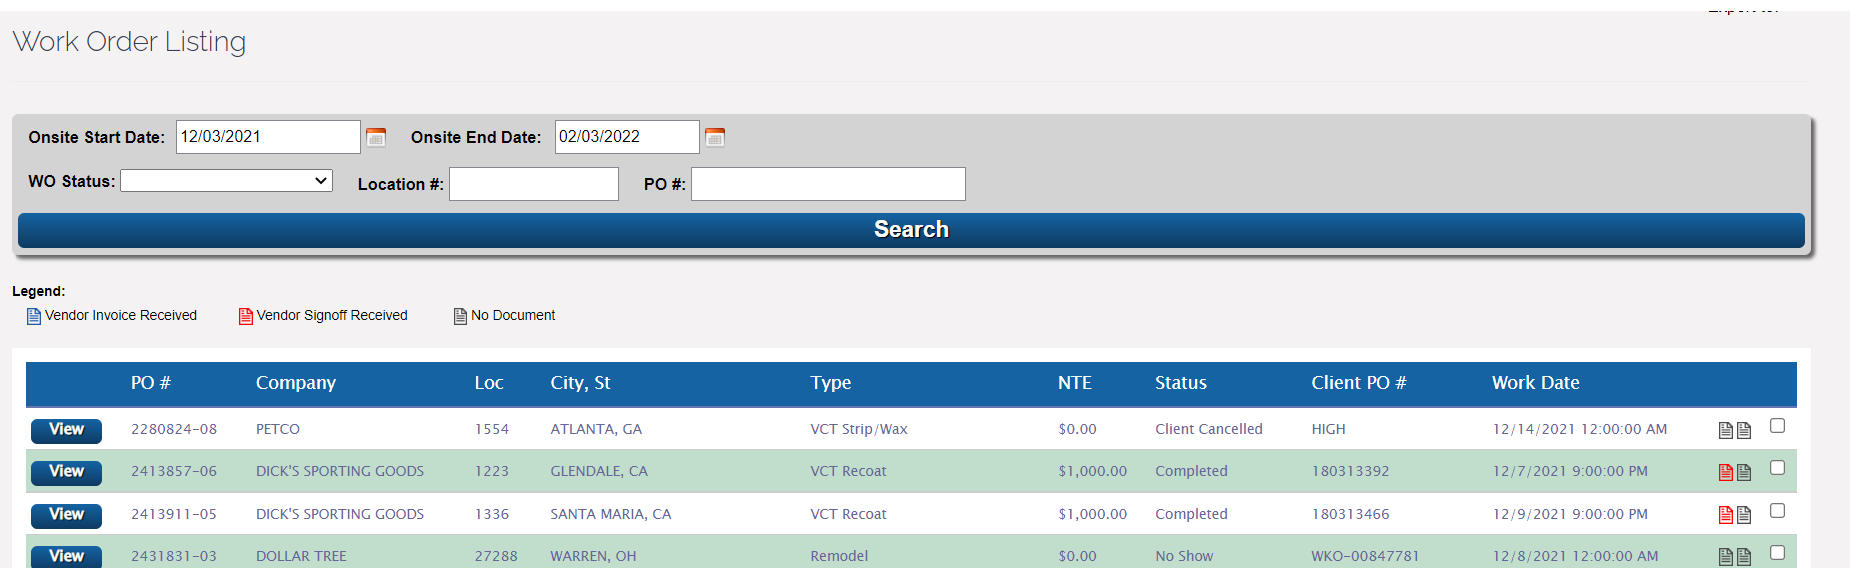 Work Order Listing
Onsite Start Date: 12/03/2021 Onsite End Date: 02/03/2022
WO Status: Location #: PO #:
Search
Legend:
Vendor Invoice Received Vendor Signoff Received No Document
PO # Company Loc City, St Type NTE Status Client PO # Work Date
View 2280824-08 PETCO 1554 ATLANTA, GA VCT Strip/Wax $0.00 Client Cancelled HIGH 12/14/2021 12:00:00 AM
View 2413857-06 DICK'S SPORTING GOODS 1223 GLENDALE, CA VCT Recoat $1,000.00 Completed 180313392 12/7/2021 9:00:00 PM
View 2413911-05 DICK'S SPORTING GOODS 1336 SANTA MARIA, CA VCT Recoat $1,000.00 Completed 180313466 12/9/2021 9:00:00 PM
View 2431831-03 DOLLAR TREE 27288 WARREN, OH Remodel $0.00 No Show WKO-00847781 12/8/2021 12:00:00 AM